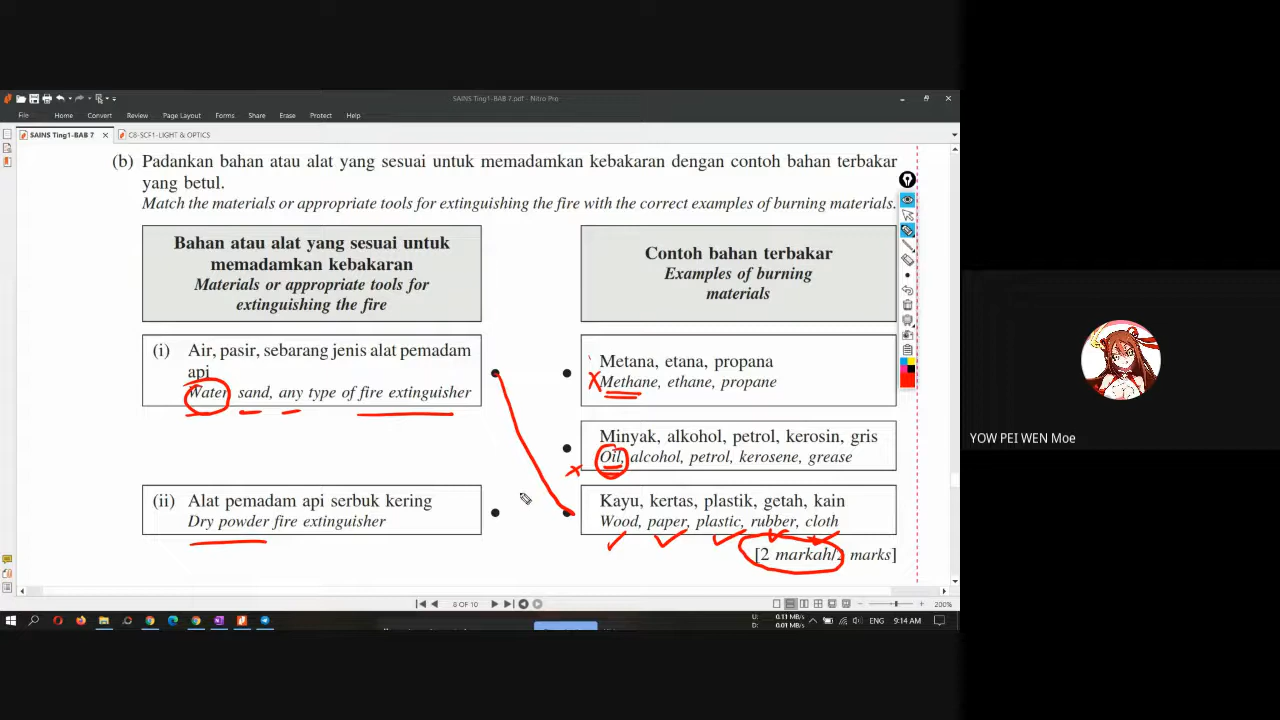 SAINS Ting1-BAB 7.pdf - Nitro Pro
File Home Convert Review Page Layout Forms Share Erase Protect Help
SAINS Ting1-BAB 7 × C8-SCF1-LIGHT & OPTICS
(b) Padankan bahan atau alat yang sesuai untuk memadamkan kebakaran dengan contoh bahan terbakar
yang betul.
Match the materials or appropriate tools for extinguishing the fire with the correct examples of burning materials.
Bahan atau alat yang sesuai untuk
memadamkan kebakaran
Materials or appropriate tools for
extinguishing the fire
Contoh bahan terbakar
Examples of burning
materials
(i) Air, pasir, sebarang jenis alat pemadam
api
Water, sand, any type of fire extinguisher
Metana, etana, propana
Methane, ethane, propane
Minyak, alkohol, petrol, kerosin, gris
Oil, alcohol, petrol, kerosene, grease
(ii) Alat pemadam api serbuk kering
Dry powder fire extinguisher
Kayu, kertas, plastik, getah, kain
Wood, paper, plastic, rubber, cloth
[2 markah/2 marks]
YOW PEI WEN Moe
8 OF 10
200%
U: 0.11 MB/s
D: 0.01 MB/s
ENG 9:14 AM